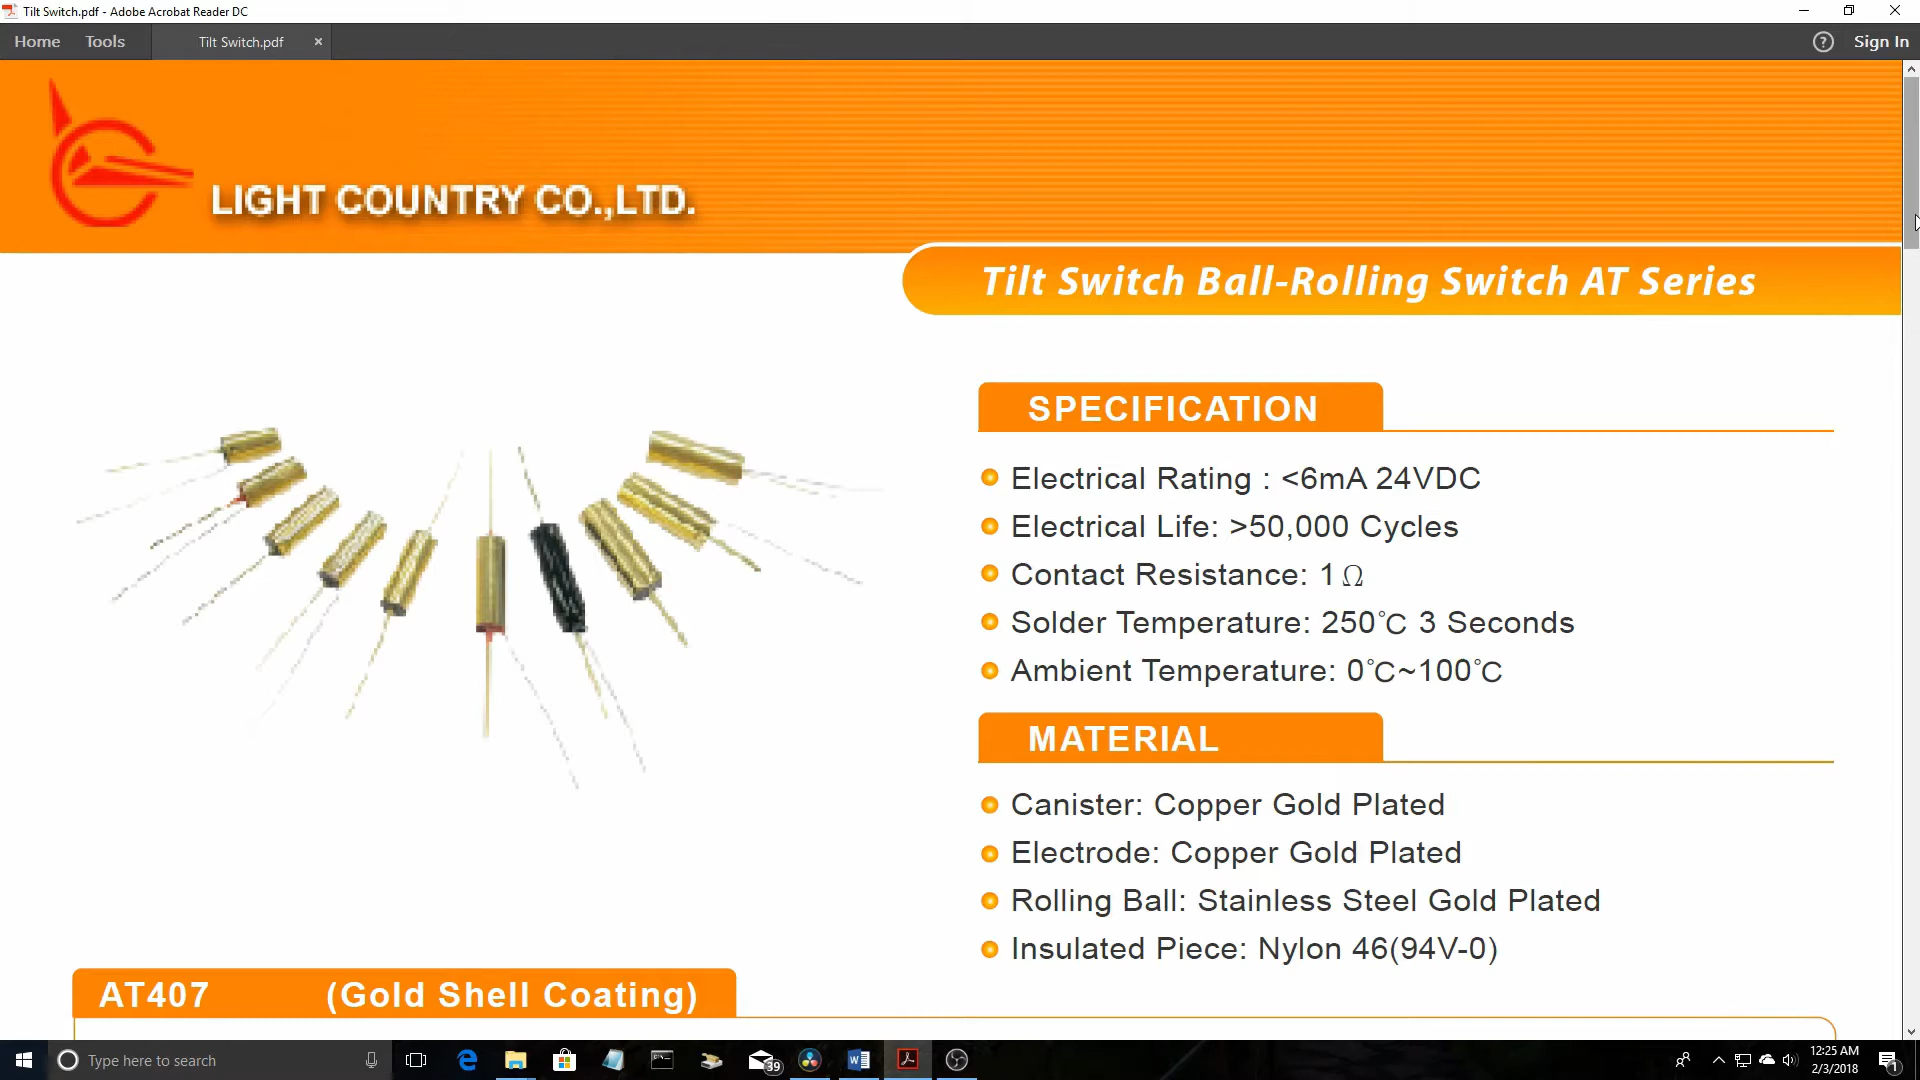 Tilt Switch.pdf - Adobe Acrobat Reader DC
Home Tools Tilt Switch.pdf × ? Sign In
LIGHT COUNTRY CO.,LTD.
Tilt Switch Ball-Rolling Switch AT Series
SPECIFICATION
Electrical Rating : <6mA 24VDC
Electrical Life: >50,000 Cycles
Contact Resistance: 1Ω
Solder Temperature: 250℃ 3 Seconds
Ambient Temperature: 0℃~100℃
MATERIAL
Canister: Copper Gold Plated
Electrode: Copper Gold Plated
Rolling Ball: Stainless Steel Gold Plated
Insulated Piece: Nylon 46(94V-0)
AT407 (Gold Shell Coating)
Type here to search
39
12:25 AM
2/3/2018
1